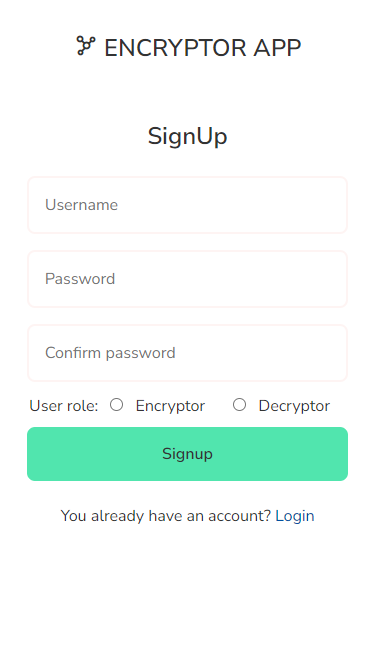 ENCRYPTOR APP
SignUp
Username
Password
Confirm password
User role: Encryptor Decryptor
Signup
You already have an account? Login